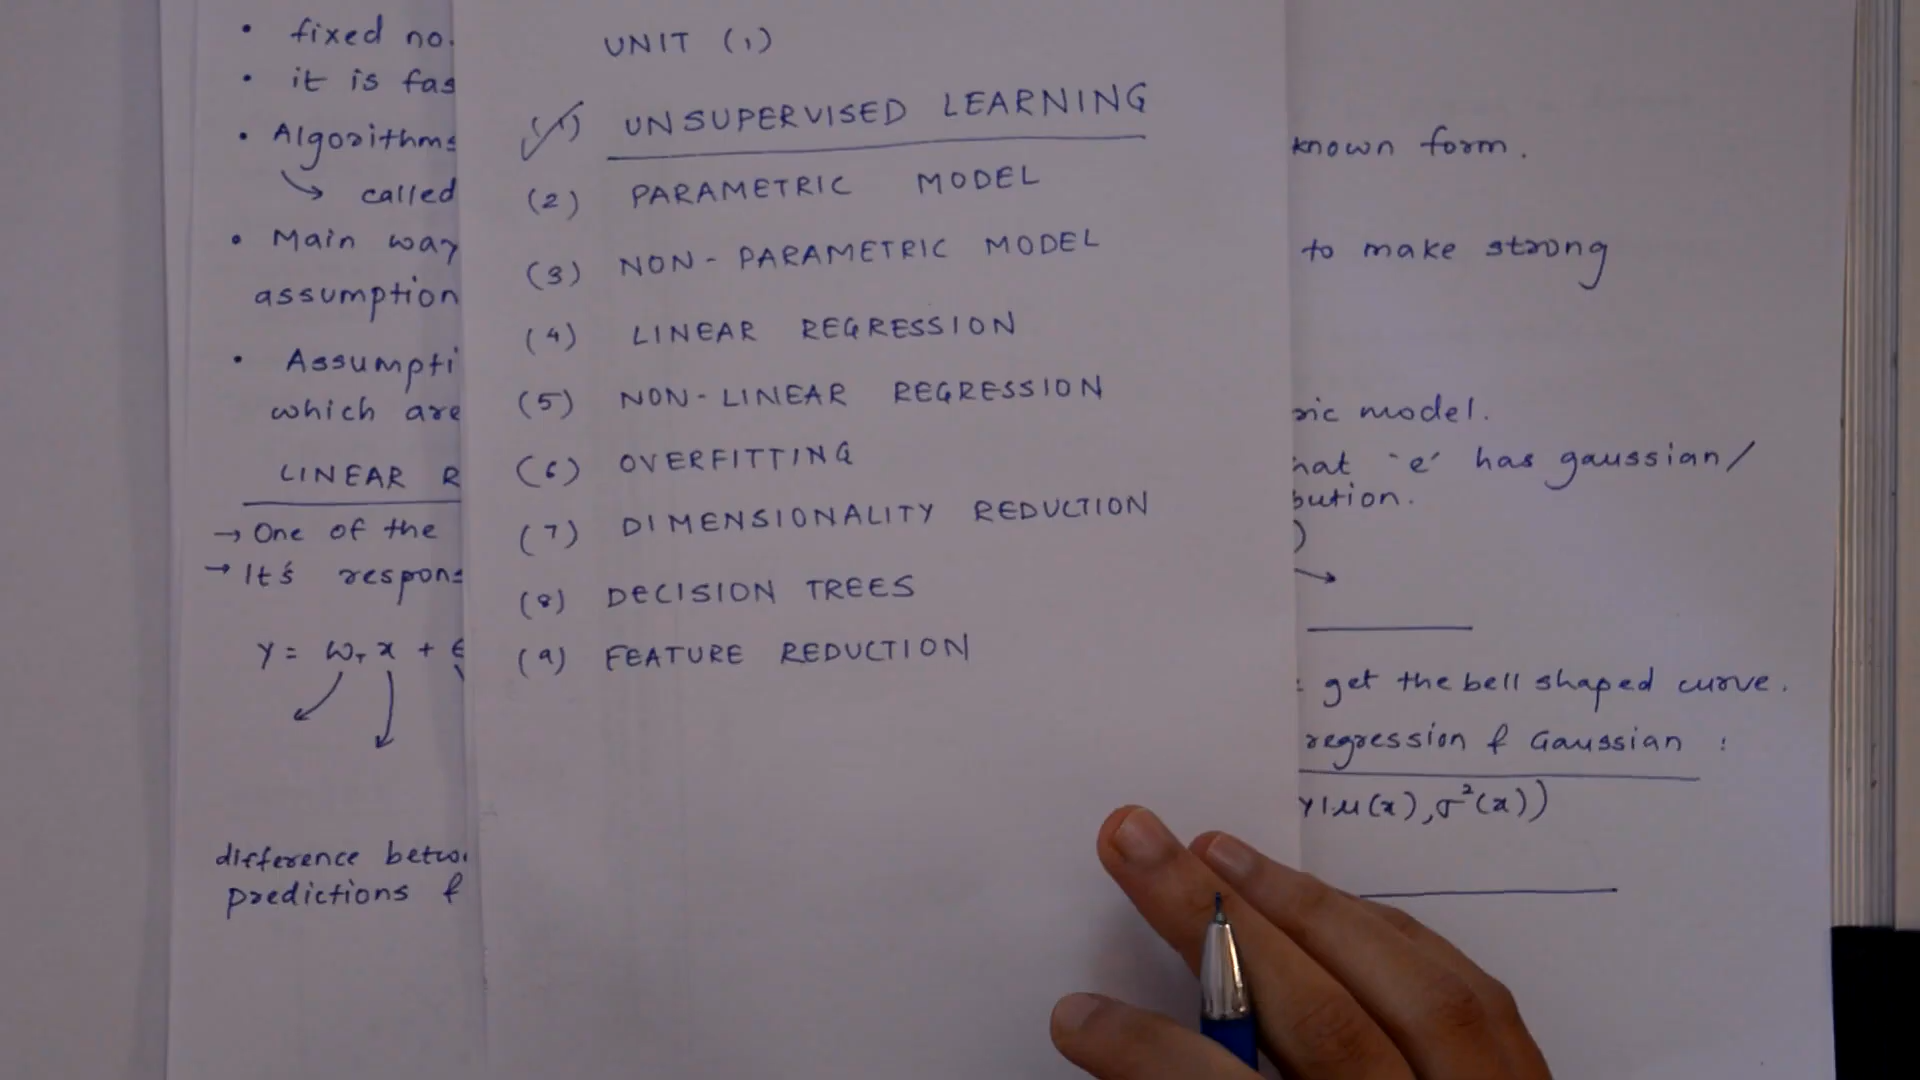 UNIT (1)
(1) UNSUPERVISED LEARNING
(2) PARAMETRIC MODEL
(3) NON-PARAMETRIC MODEL
(4) LINEAR REGRESSION
(5) NON-LINEAR REGRESSION
(6) OVERFITTING
(7) DIMENSIONALITY REDUCTION
(8) DECISION TREES
(9) FEATURE REDUCTION
• fixed no.
• it is fas
• Algorithms
↳ called
• Main way
assumption
• Assumpti
which are
LINEAR R
→ One of the
→ It's respons
y = w_T x + ε
difference betwe
predictions &
known form.
to make strong
ric model.
hat 'e' has gaussian/
bution.
)
get the bell shaped curve.
regression & Gaussian :
y|μ(x), σ²(x))